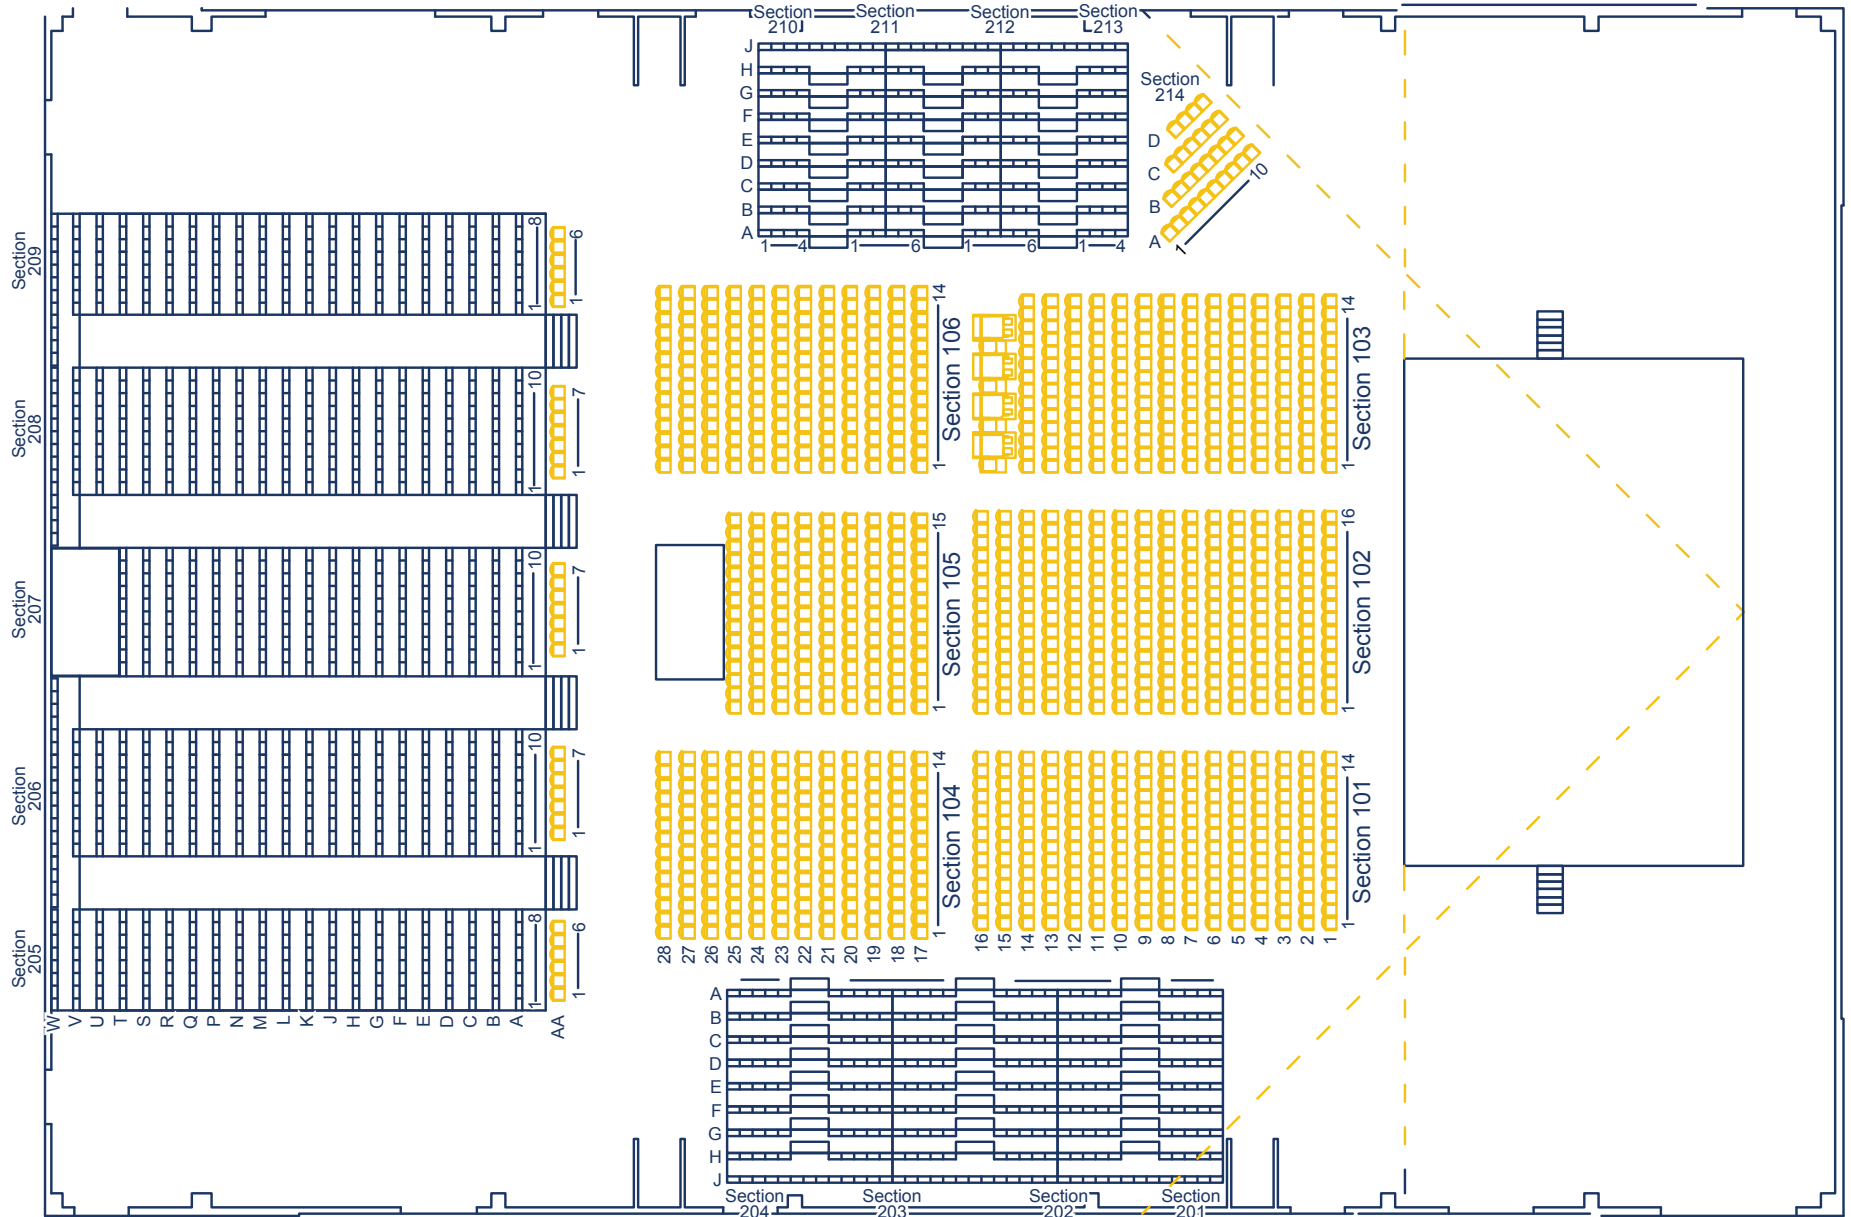 Section
210
Section
211
Section
212
Section
213
J
H
G
F
E
D
C
B
A
1 4 1 6 1 6 1 4
Section
214
D
C
B
A
1 10
Section
209
8
1
6
1
Section
208
10
1
7
1
Section
207
10
1
7
1
Section
206
10
1
7
1
Section
205
8
1
6
1
W V U T S R Q P N M L K J H G F E D C B A AA
14
Section 106
1
14
Section 103
1
15
Section 105
1
16
Section 102
1
14
Section 104
1
14
Section 101
1
28 27 26 25 24 23 22 21 20 19 18 17 16 15 14 13 12 11 10 9 8 7 6 5 4 3 2 1
A
B
C
D
E
F
G
H
J
Section
204
Section
203
Section
202
Section
201